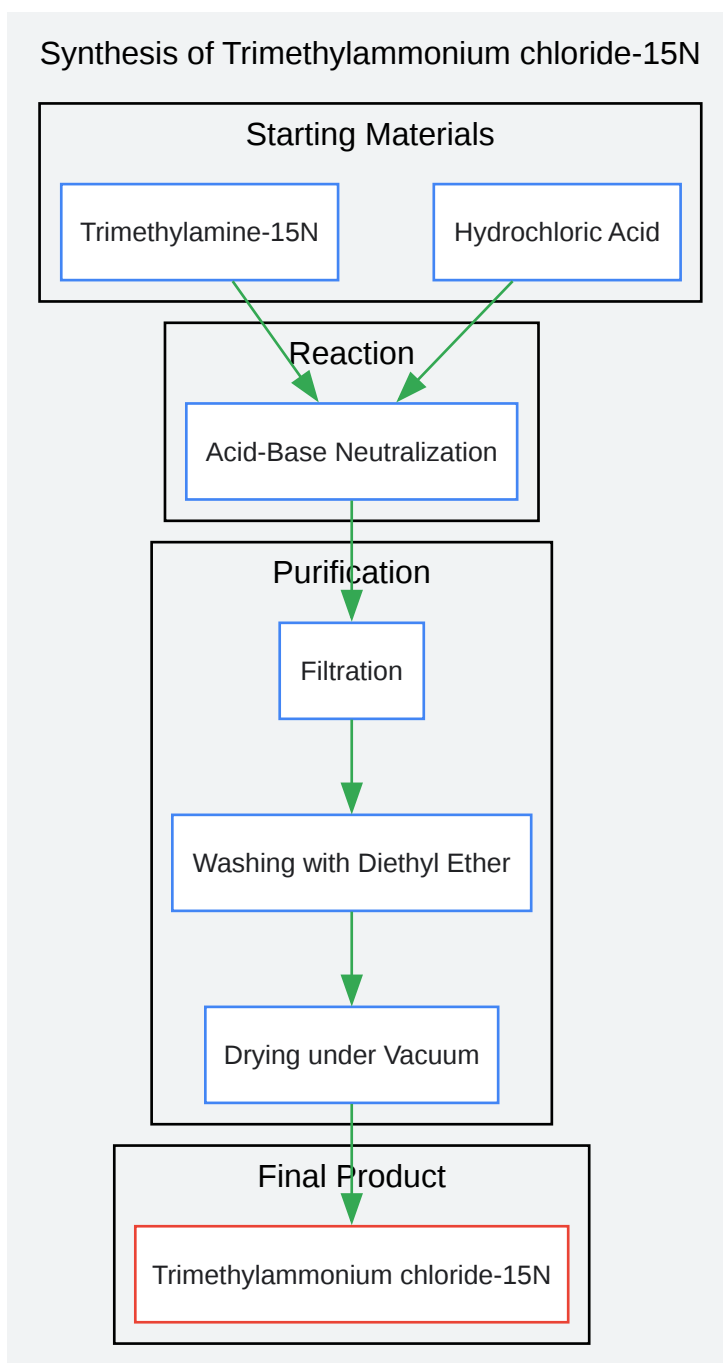 Synthesis of Trimethylammonium chloride-15N
Starting Materials
Trimethylamine-15N
Hydrochloric Acid
Reaction
Acid-Base Neutralization
Purification
Filtration
Washing with Diethyl Ether
Drying under Vacuum
Final Product
Trimethylammonium chloride-15N